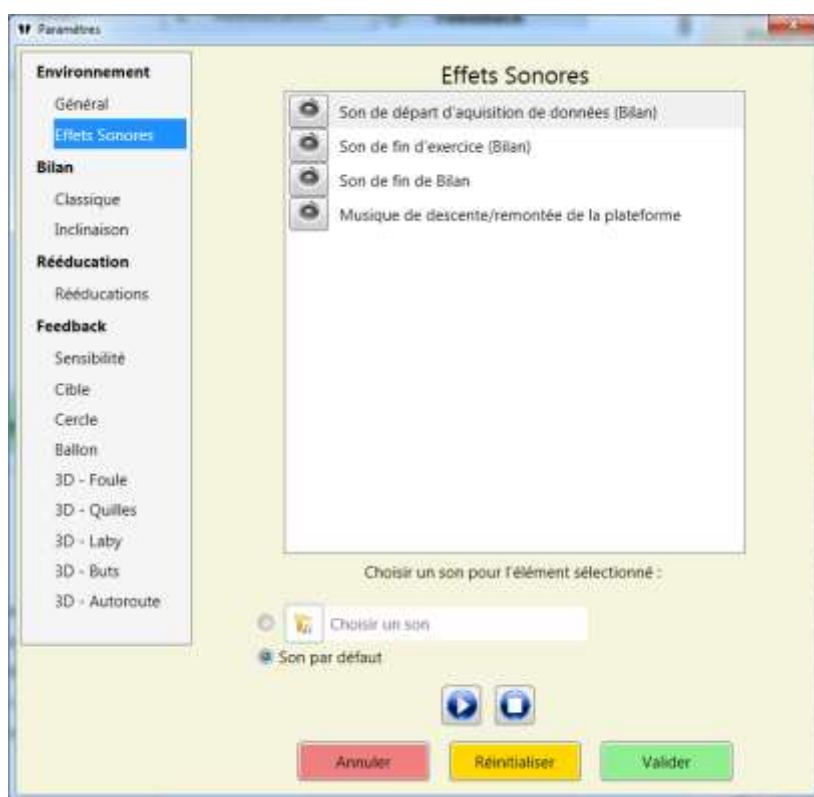 Paramètres
Environnement
Général
Effets Sonores
Bilan
Classique
Inclinaison
Rééducation
Rééducations
Feedback
Sensibilité
Cible
Cercle
Ballon
3D - Foule
3D - Quilles
3D - Laby
3D - Buts
3D - Autoroute
Effets Sonores
Son de départ d'aquisition de données (Bilan)
Son de fin d'exercice (Bilan)
Son de fin de Bilan
Musique de descente/remontée de la plateforme
Choisir un son pour l'élément sélectionné :
Choisir un son
Son par défaut
Annuler
Réinitialiser
Valider